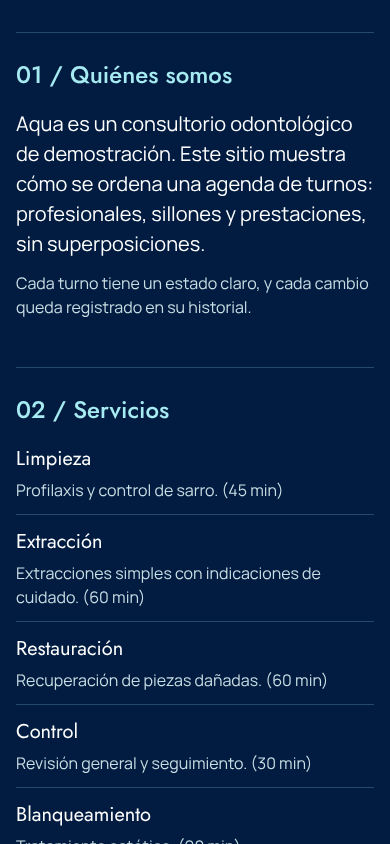 01 / Quiénes somos
Aqua es un consultorio odontológico
de demostración. Este sitio muestra
cómo se ordena una agenda de turnos:
profesionales, sillones y prestaciones,
sin superposiciones.
Cada turno tiene un estado claro, y cada cambio
queda registrado en su historial.
02 / Servicios
Limpieza
Profilaxis y control de sarro. (45 min)
Extracción
Extracciones simples con indicaciones de
cuidado. (60 min)
Restauración
Recuperación de piezas dañadas. (60 min)
Control
Revisión general y seguimiento. (30 min)
Blanqueamiento